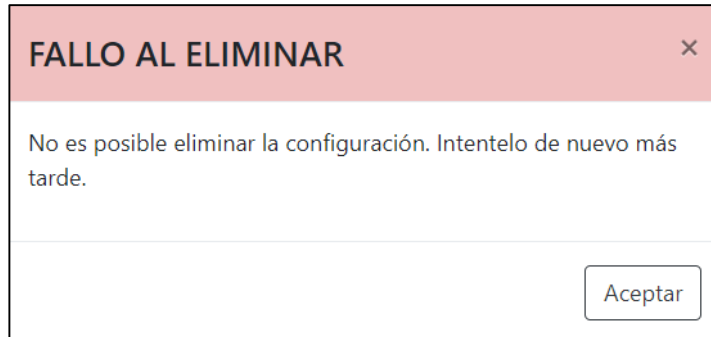 FALLO AL ELIMINAR
×
No es posible eliminar la configuración. Intentelo de nuevo más
tarde.
Aceptar